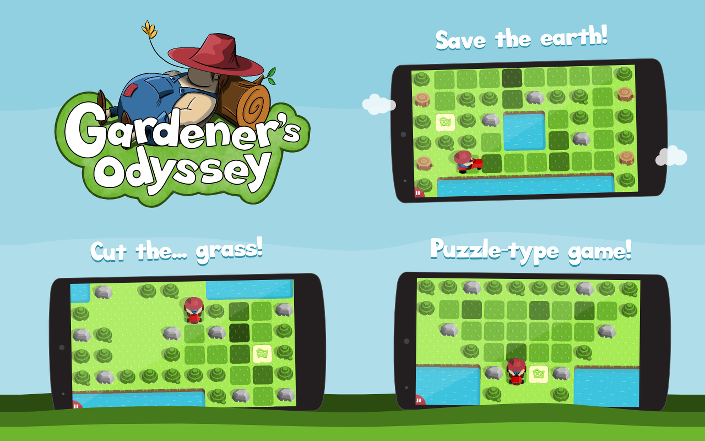 Gardener's
odyssey
Save the earth!
Cut the... grass!
Puzzle-type game!